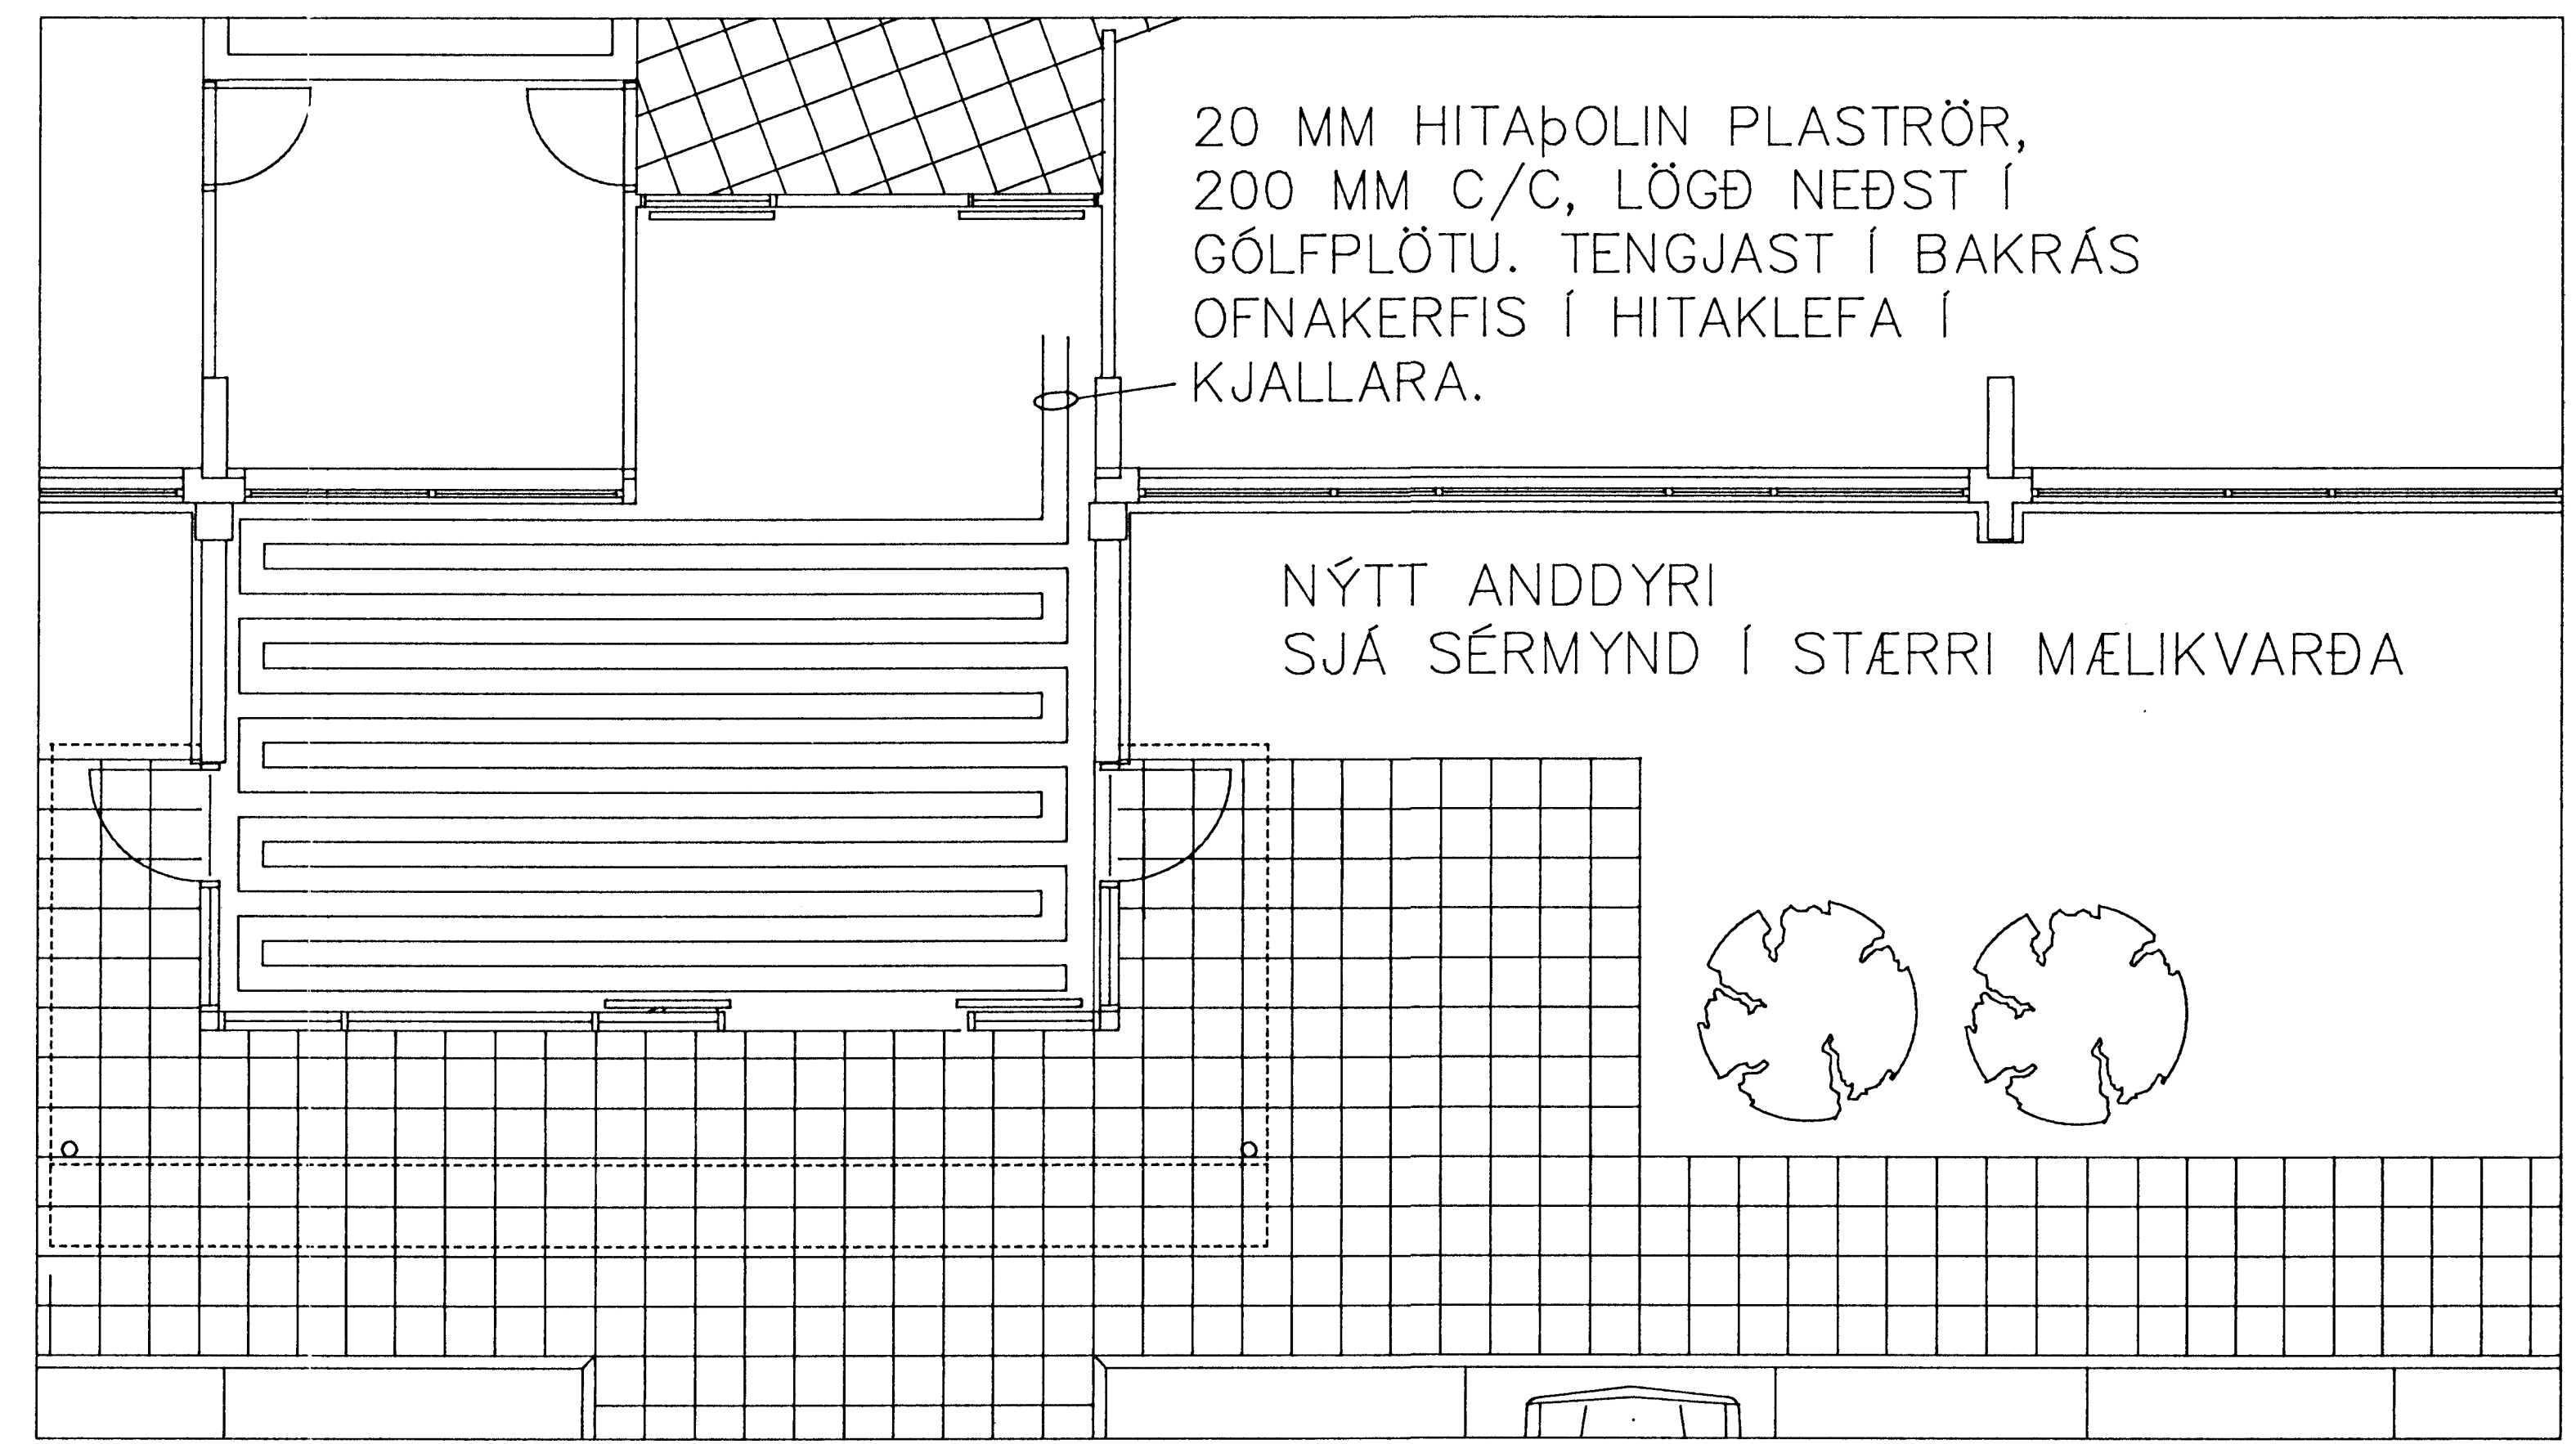 20 MM HITAÞOLIN PLASTRÖR,
200 MM C/C, LÖGÐ NEÐST Í
GÓLFPLÖTU. TENGJAST Í BAKRÁS
OFNAKERFIS Í HITAKLEFA Í
KJALLARA.
NÝTT ANDDYRI
SJÁ SÉRMYND Í STÆRRI MÆLIKVARÐA